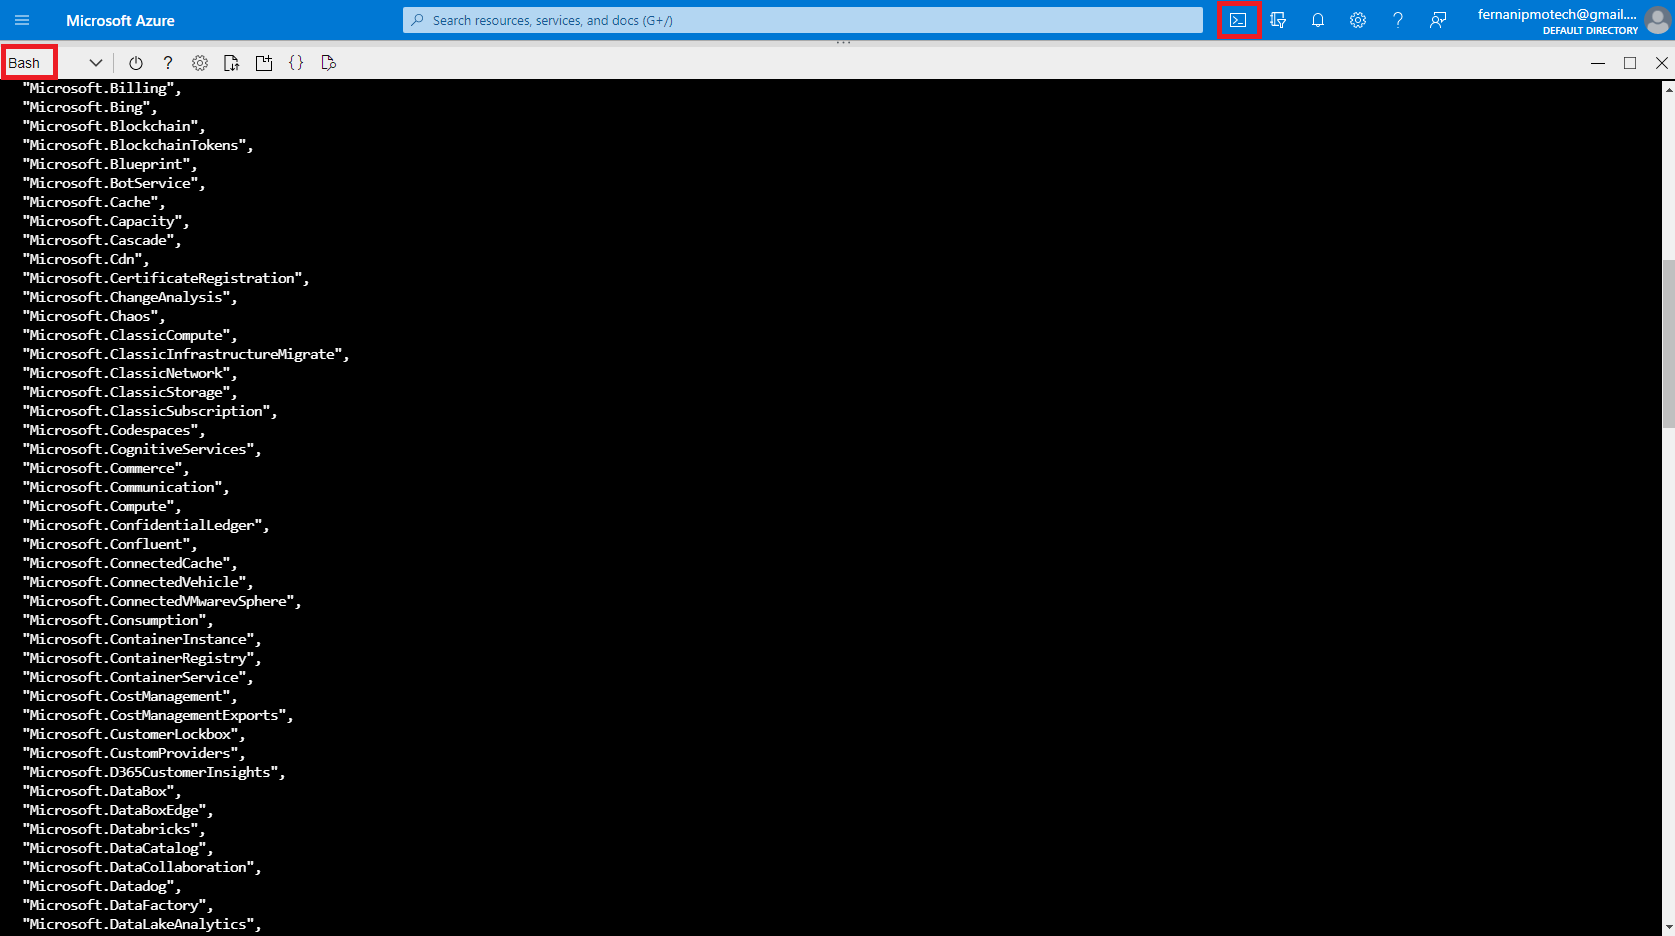 Microsoft Azure
Search resources, services, and docs (G+/)
fernanipmotech@gmail....
DEFAULT DIRECTORY
Bash
"Microsoft.Billing",
"Microsoft.Bing",
"Microsoft.Blockchain",
"Microsoft.BlockchainTokens",
"Microsoft.Blueprint",
"Microsoft.BotService",
"Microsoft.Cache",
"Microsoft.Capacity",
"Microsoft.Cascade",
"Microsoft.Cdn",
"Microsoft.CertificateRegistration",
"Microsoft.ChangeAnalysis",
"Microsoft.Chaos",
"Microsoft.ClassicCompute",
"Microsoft.ClassicInfrastructureMigrate",
"Microsoft.ClassicNetwork",
"Microsoft.ClassicStorage",
"Microsoft.ClassicSubscription",
"Microsoft.Codespaces",
"Microsoft.CognitiveServices",
"Microsoft.Commerce",
"Microsoft.Communication",
"Microsoft.Compute",
"Microsoft.ConfidentialLedger",
"Microsoft.Confluent",
"Microsoft.ConnectedCache",
"Microsoft.ConnectedVehicle",
"Microsoft.ConnectedVMwarevSphere",
"Microsoft.Consumption",
"Microsoft.ContainerInstance",
"Microsoft.ContainerRegistry",
"Microsoft.ContainerService",
"Microsoft.CostManagement",
"Microsoft.CostManagementExports",
"Microsoft.CustomerLockbox",
"Microsoft.CustomProviders",
"Microsoft.D365CustomerInsights",
"Microsoft.DataBox",
"Microsoft.DataBoxEdge",
"Microsoft.Databricks",
"Microsoft.DataCatalog",
"Microsoft.DataCollaboration",
"Microsoft.Datadog",
"Microsoft.DataFactory",
"Microsoft.DataLakeAnalytics",